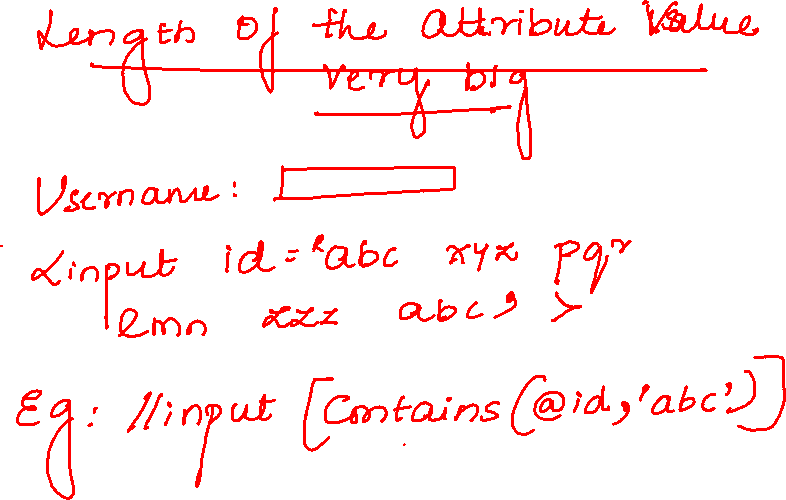 Length of the Attribute Value
very big
Username:
<input id='abc xyz pqr
lmn zzz abc'>
Eg: //input [Contains(@id,'abc')]